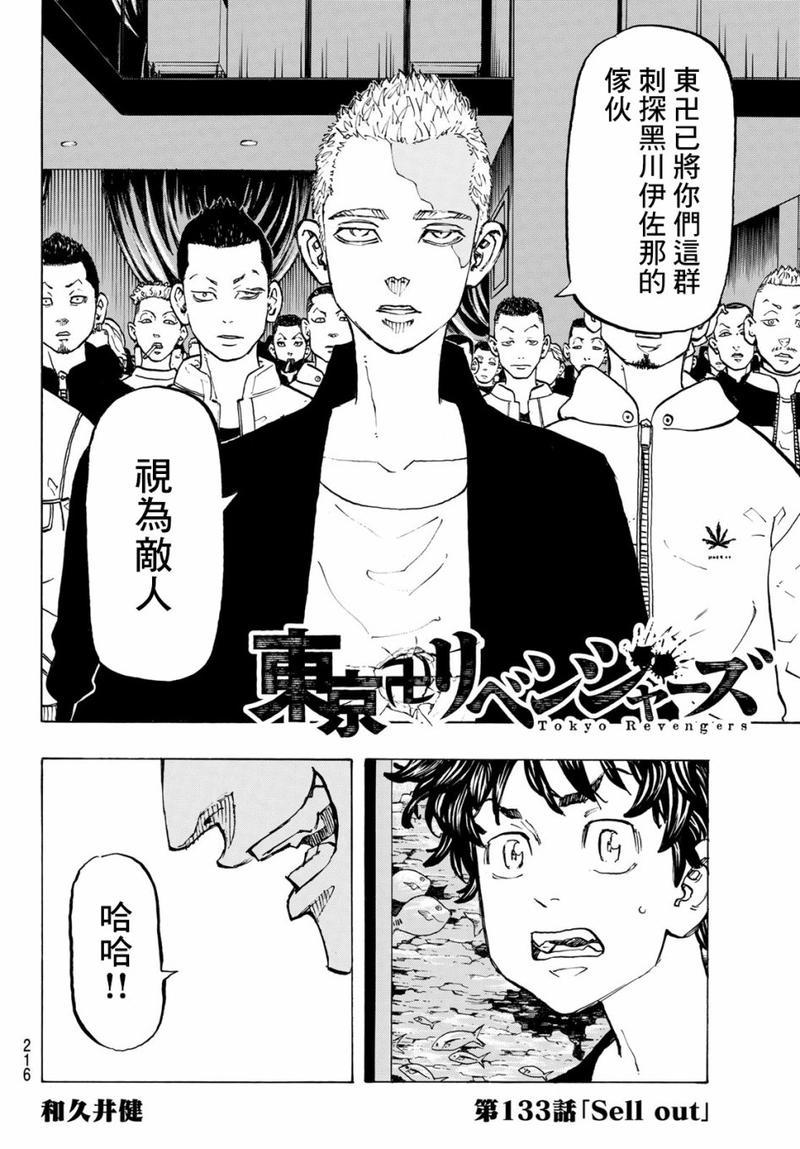 東卍已將你們這群
刺探黑川伊佐那的
傢伙
視為敵人
東京卍リベンジャーズ
Tokyo Revengers
哈哈!!
216
和久井健
第133話「Sell out」